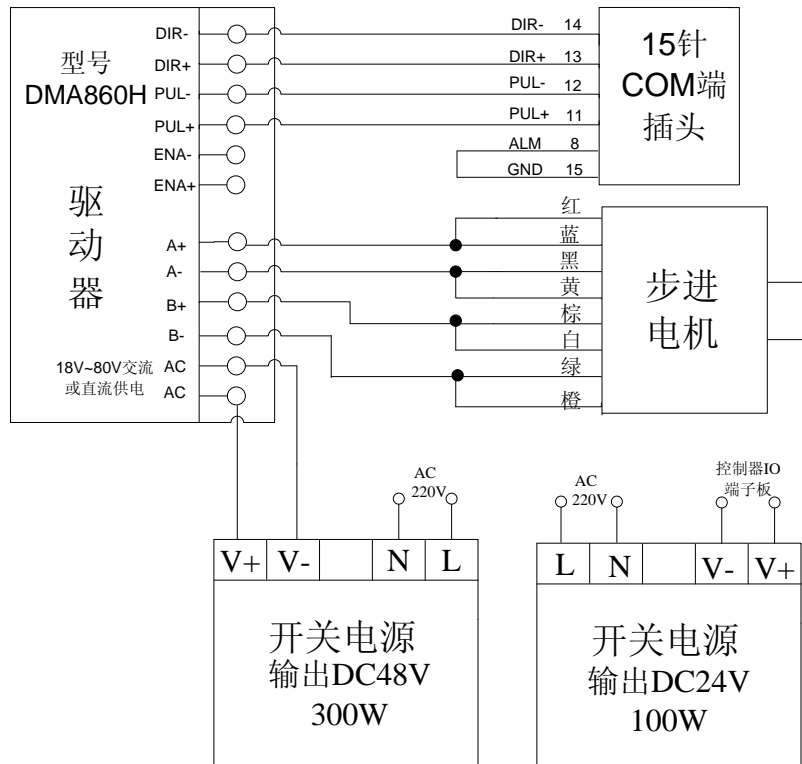 型号
DMA860H
驱
动
器
18V~80V交流
或直流供电
DIR-
DIR+
PUL-
PUL+
ENA-
ENA+
A+
A-
B+
B-
AC
AC
DIR- 14
DIR+ 13
PUL- 12
PUL+ 11
ALM 8
GND 15
15针
COM端
插头
红
蓝
黑
黄
棕
白
绿
橙
步进
电机
AC
220V
V+ V- N L
开关电源
输出DC48V
300W
AC
220V
控制器IO
端子板
L N V- V+
开关电源
输出DC24V
100W